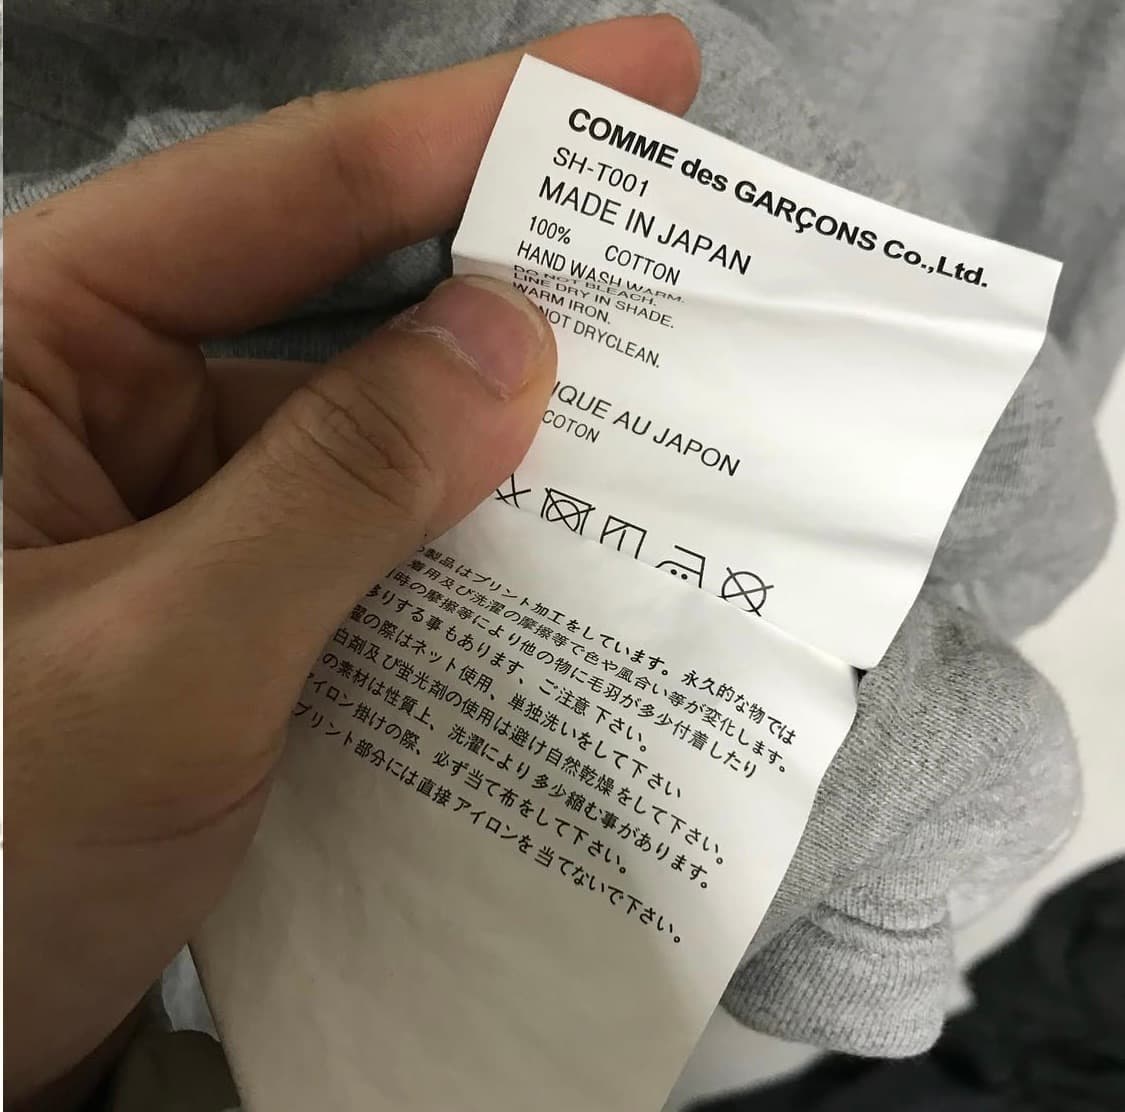 COMME des GARÇONS Co.,Ltd.
SH-T001
MADE IN JAPAN
100% COTTON
HAND WASH WARM.
DO NOT BLEACH.
LINE DRY IN SHADE.
WARM IRON.
NOT DRYCLEAN.
IQUE AU JAPON
COTON
製品はプリント加工をしています。永久的な物では
着用及び洗濯の摩擦等で色や風合い等が変化します。
時の摩擦等により他の物に毛羽が多少付着したり
移りする事もあります、ご注意下さい。
濯の際はネット使用、単独洗いをして下さい
白剤及び蛍光剤の使用は避け自然乾燥をして下さい。
の素材は性質上、洗濯により多少縮む事があります。
アイロン掛けの際、必ず当て布をして下さい。
プリント部分には直接アイロンを当てないで下さい。